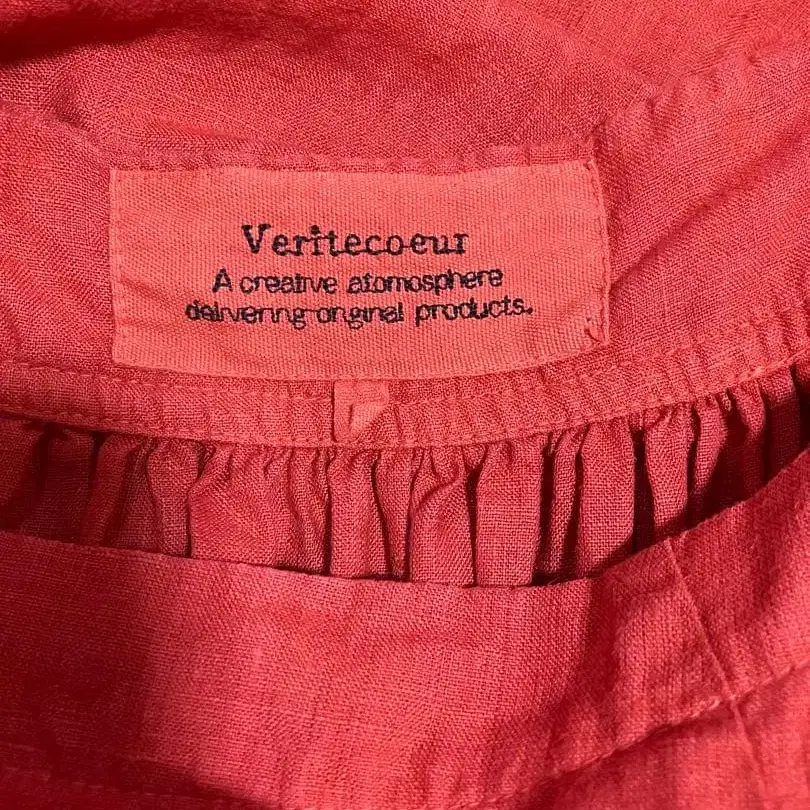 Veritecoeur
A creative atomosphere
delivering original products.